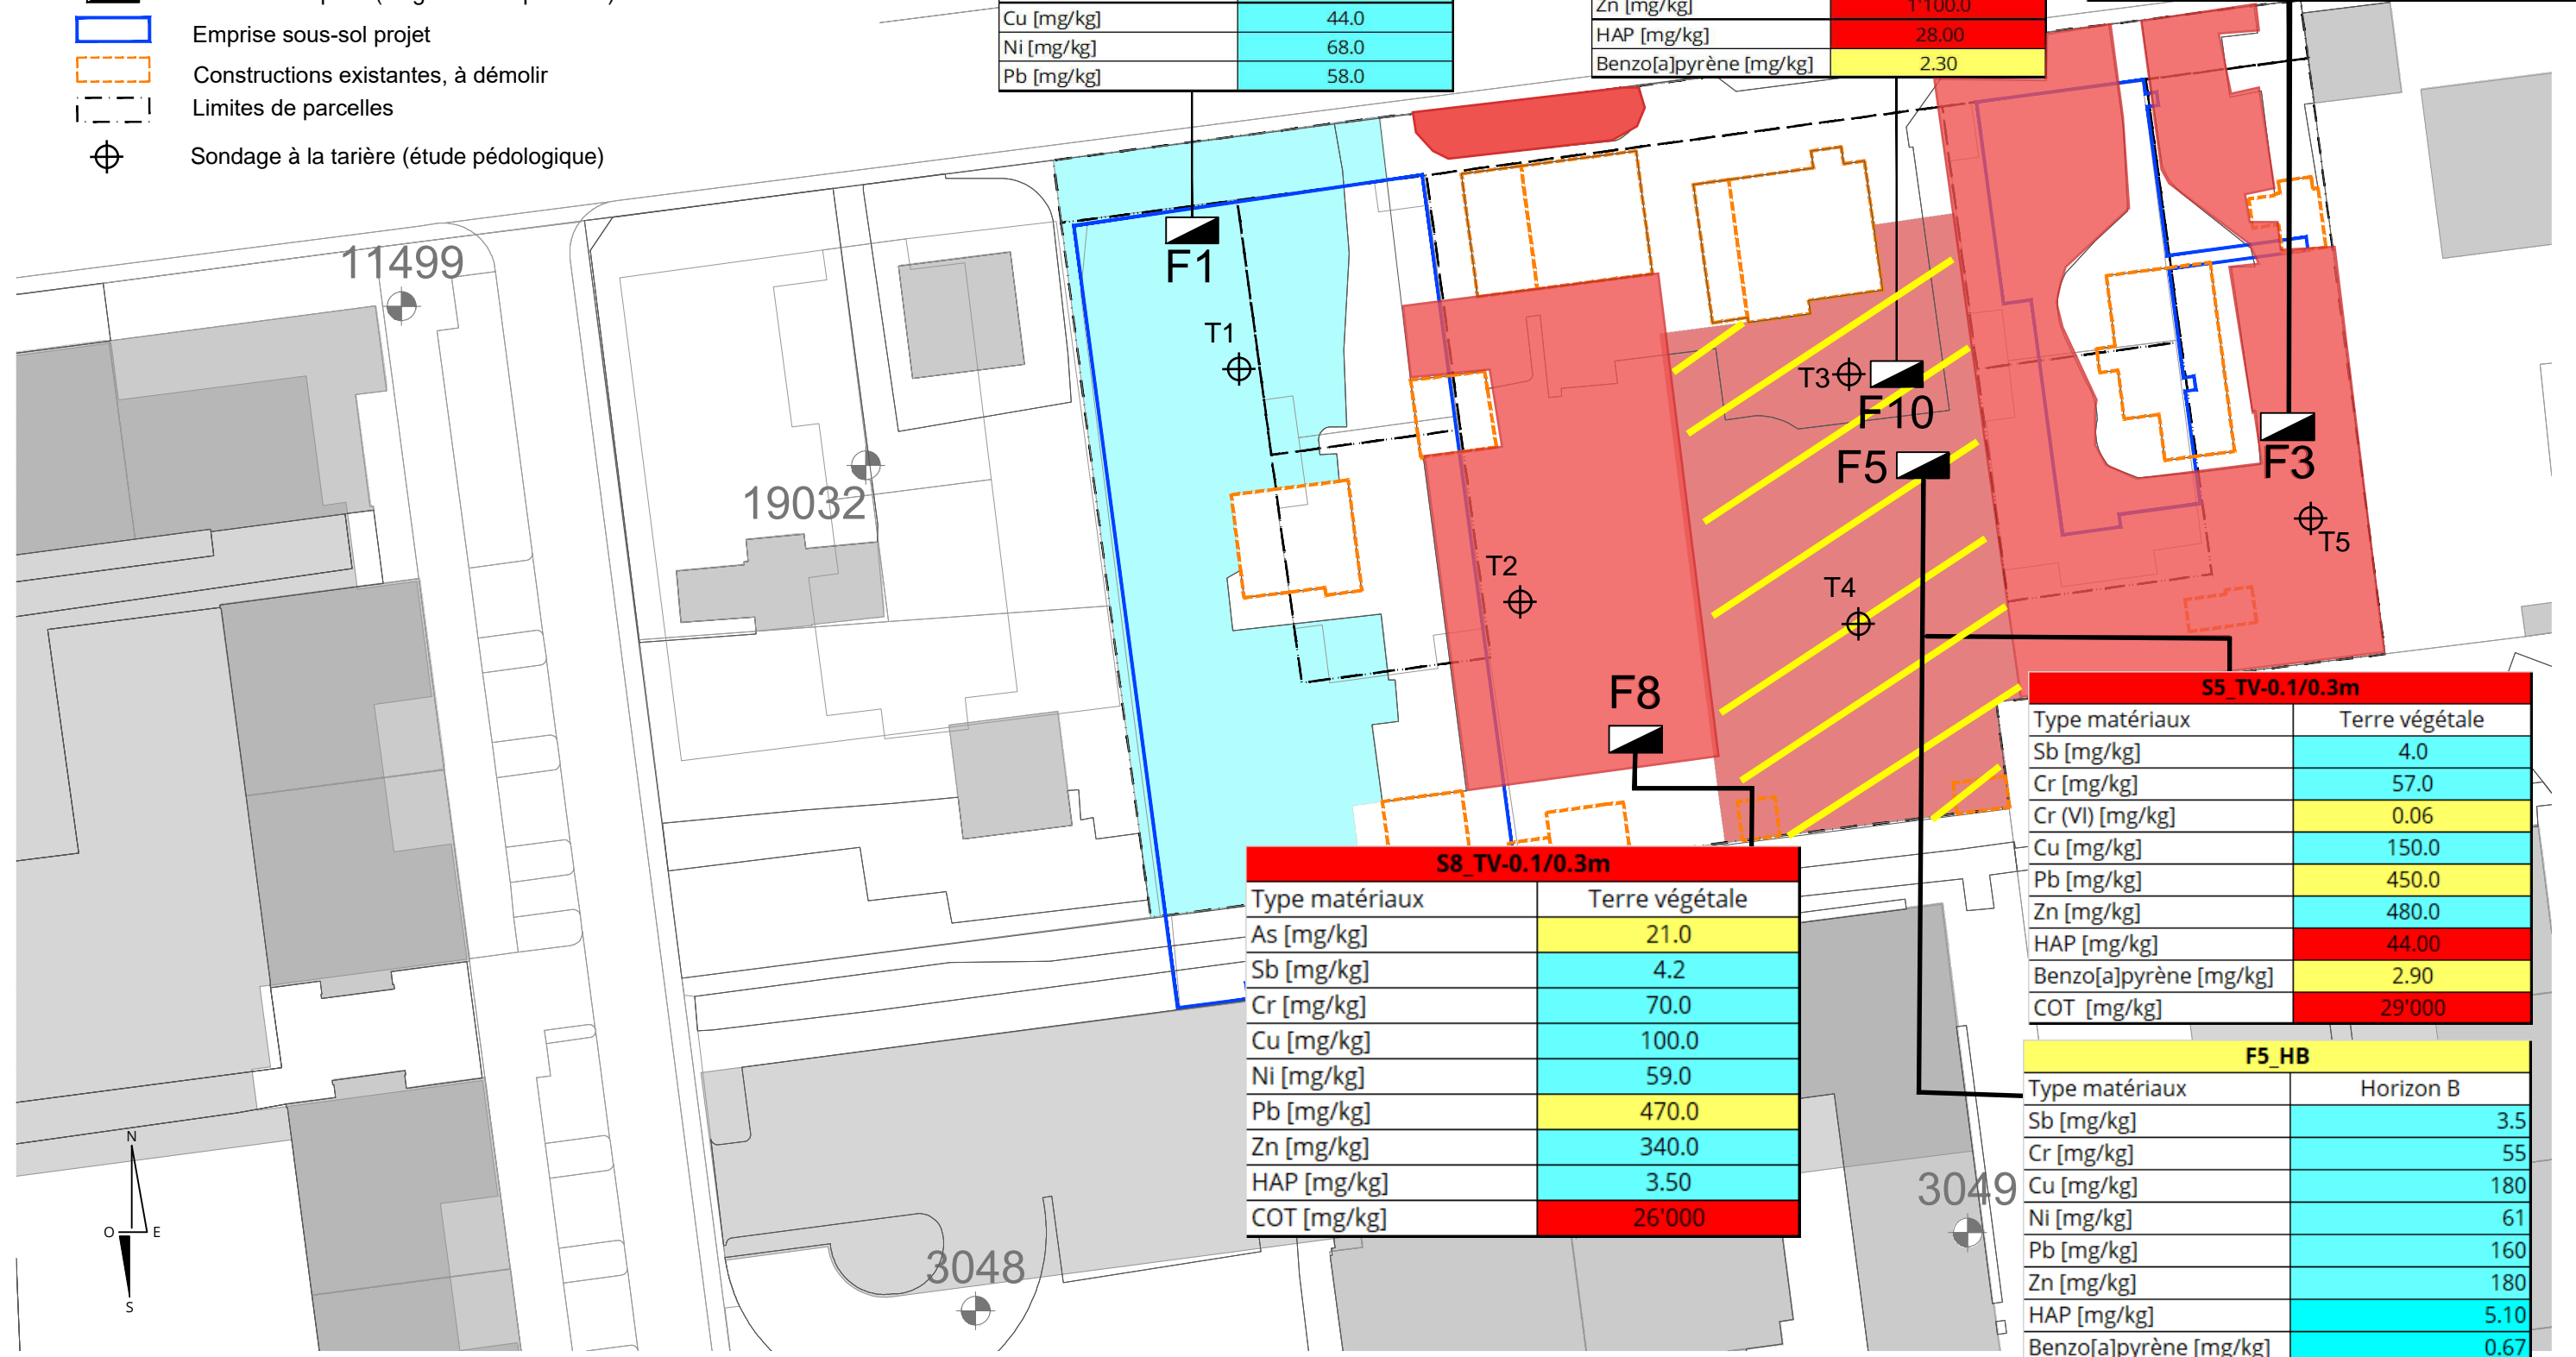 Emprise sous-sol projet
Constructions existantes, à démolir
Limites de parcelles
Sondage à la tarière (étude pédologique)
Cu [mg/kg] 44.0
Ni [mg/kg] 68.0
Pb [mg/kg] 58.0
Zn [mg/kg] 1'100.0
HAP [mg/kg] 28.00
Benzo[a]pyrène [mg/kg] 2.30
11499
19032
F1
T1
T3
F10
F5
F3
T5
T2
T4
F8
S5_TV-0.1/0.3m
Type matériaux Terre végétale
Sb [mg/kg] 4.0
Cr [mg/kg] 57.0
Cr (VI) [mg/kg] 0.06
Cu [mg/kg] 150.0
Pb [mg/kg] 450.0
Zn [mg/kg] 480.0
HAP [mg/kg] 44.00
Benzo[a]pyrène [mg/kg] 2.90
COT [mg/kg] 29'000
S8_TV-0.1/0.3m
Type matériaux Terre végétale
As [mg/kg] 21.0
Sb [mg/kg] 4.2
Cr [mg/kg] 70.0
Cu [mg/kg] 100.0
Ni [mg/kg] 59.0
Pb [mg/kg] 470.0
Zn [mg/kg] 340.0
HAP [mg/kg] 3.50
COT [mg/kg] 26'000
F5_HB
Type matériaux Horizon B
Sb [mg/kg] 3.5
Cr [mg/kg] 55
Cu [mg/kg] 180
Ni [mg/kg] 61
Pb [mg/kg] 160
Zn [mg/kg] 180
HAP [mg/kg] 5.10
Benzo[a]pyrène [mg/kg] 0.67
3049
3048
N
O E
S